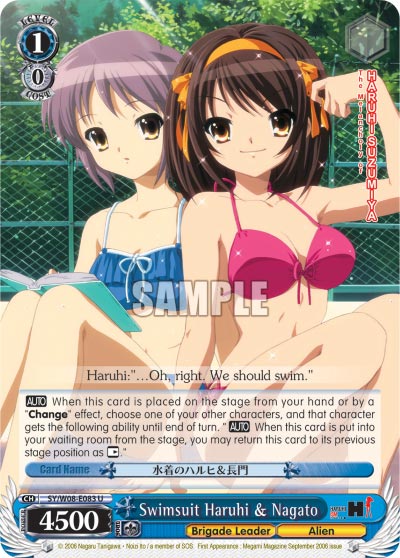 LEVEL
1
0
COST
The Melancholy of
HARUHI SUZUMIYA
SAMPLE
Haruhi:"…Oh, right. We should swim."
AUTO When this card is placed on the stage from your hand or by a
"Change" effect, choose one of your other characters, and that character
gets the following ability until end of turn. "AUTO When this card is put into
your waiting room from the stage, you may return this card to its
previous stage position as ."
Card Name 水着のハルヒ&長門
CH SY/W08-E083 U
POWER 4500 SOUL Swimsuit Haruhi & Nagato
Brigade Leader Alien
© 2006 Nagaru Tanigawa・Noizi Ito / a member of SOS. First Appearance : Megami Magazine September 2006 issue